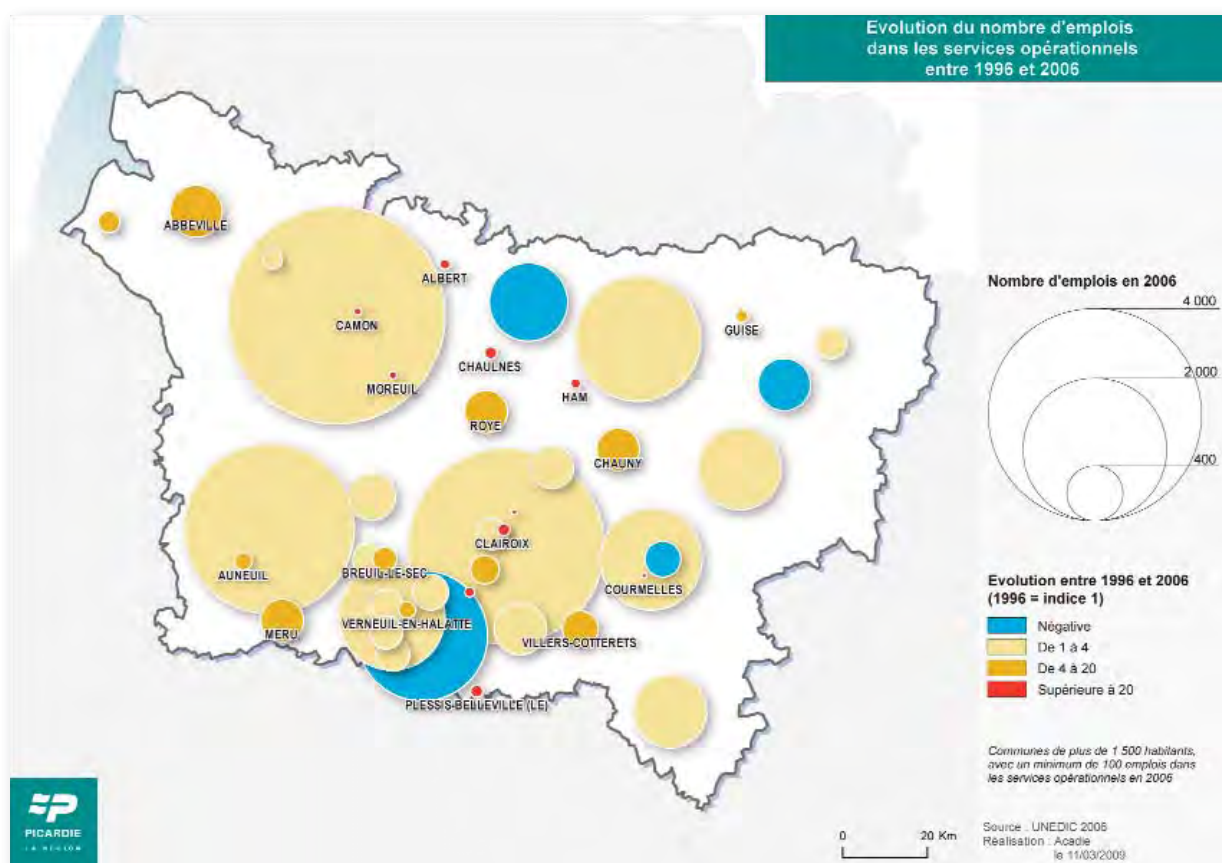 Evolution du nombre d'emplois
dans les services opérationnels
entre 1996 et 2006
ABBEVILLE
ALBERT
CAMON
GUISE
CHAULNES
MOREUIL
HAM
ROYE
CHAUNY
CLAIROIX
AUNEUIL
BREUIL-LE-SEC
COURMELLES
MERU
VERNEUIL-EN-HALATTE
VILLERS-COTTERETS
PLESSIS-BELLEVILLE (LE)
Nombre d'emplois en 2006
4 000
2 000
400
Evolution entre 1996 et 2006
(1996 = indice 1)
Négative
De 1 à 4
De 4 à 20
Supérieure à 20
Communes de plus de 1 500 habitants,
avec un minimum de 100 emplois dans
les services opérationnels en 2006
0 20 Km
Source : UNEDIC 2006
Réalisation : Acadie
le 11/03/2009
PICARDIE
LA RÉGION